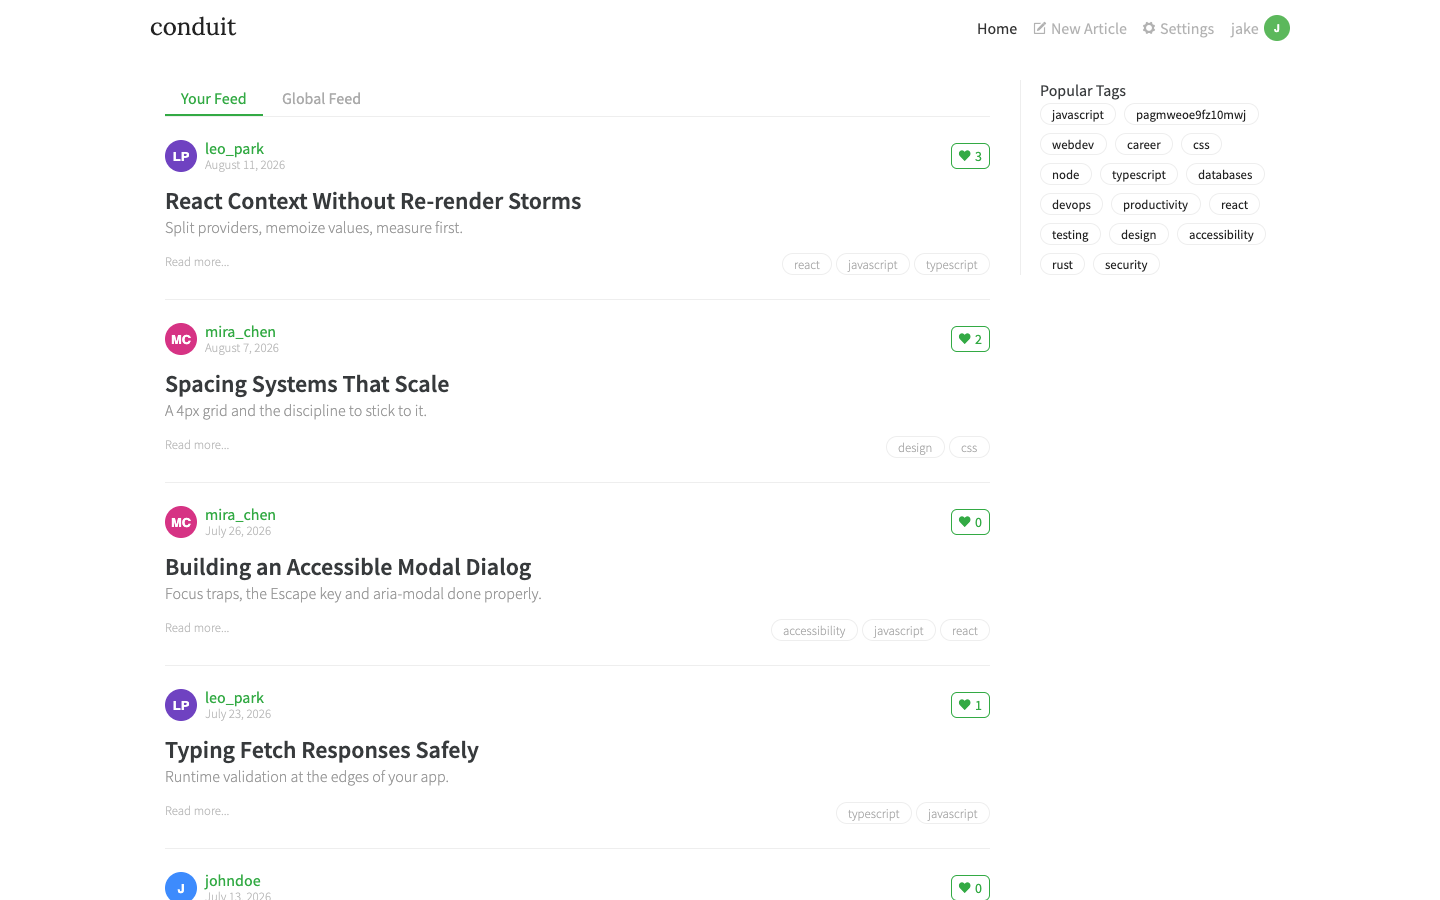 conduit
Home New Article Settings jake J
Your Feed Global Feed
LP leo_park
August 11, 2026
3
React Context Without Re-render Storms
Split providers, memoize values, measure first.
Read more...
react javascript typescript
MC mira_chen
August 7, 2026
2
Spacing Systems That Scale
A 4px grid and the discipline to stick to it.
Read more...
design css
MC mira_chen
July 26, 2026
0
Building an Accessible Modal Dialog
Focus traps, the Escape key and aria-modal done properly.
Read more...
accessibility javascript react
LP leo_park
July 23, 2026
1
Typing Fetch Responses Safely
Runtime validation at the edges of your app.
Read more...
typescript javascript
J johndoe
July 13, 2026
0
Popular Tags
javascript pagmweoe9fz10mwj
webdev career css
node typescript databases
devops productivity react
testing design accessibility
rust security